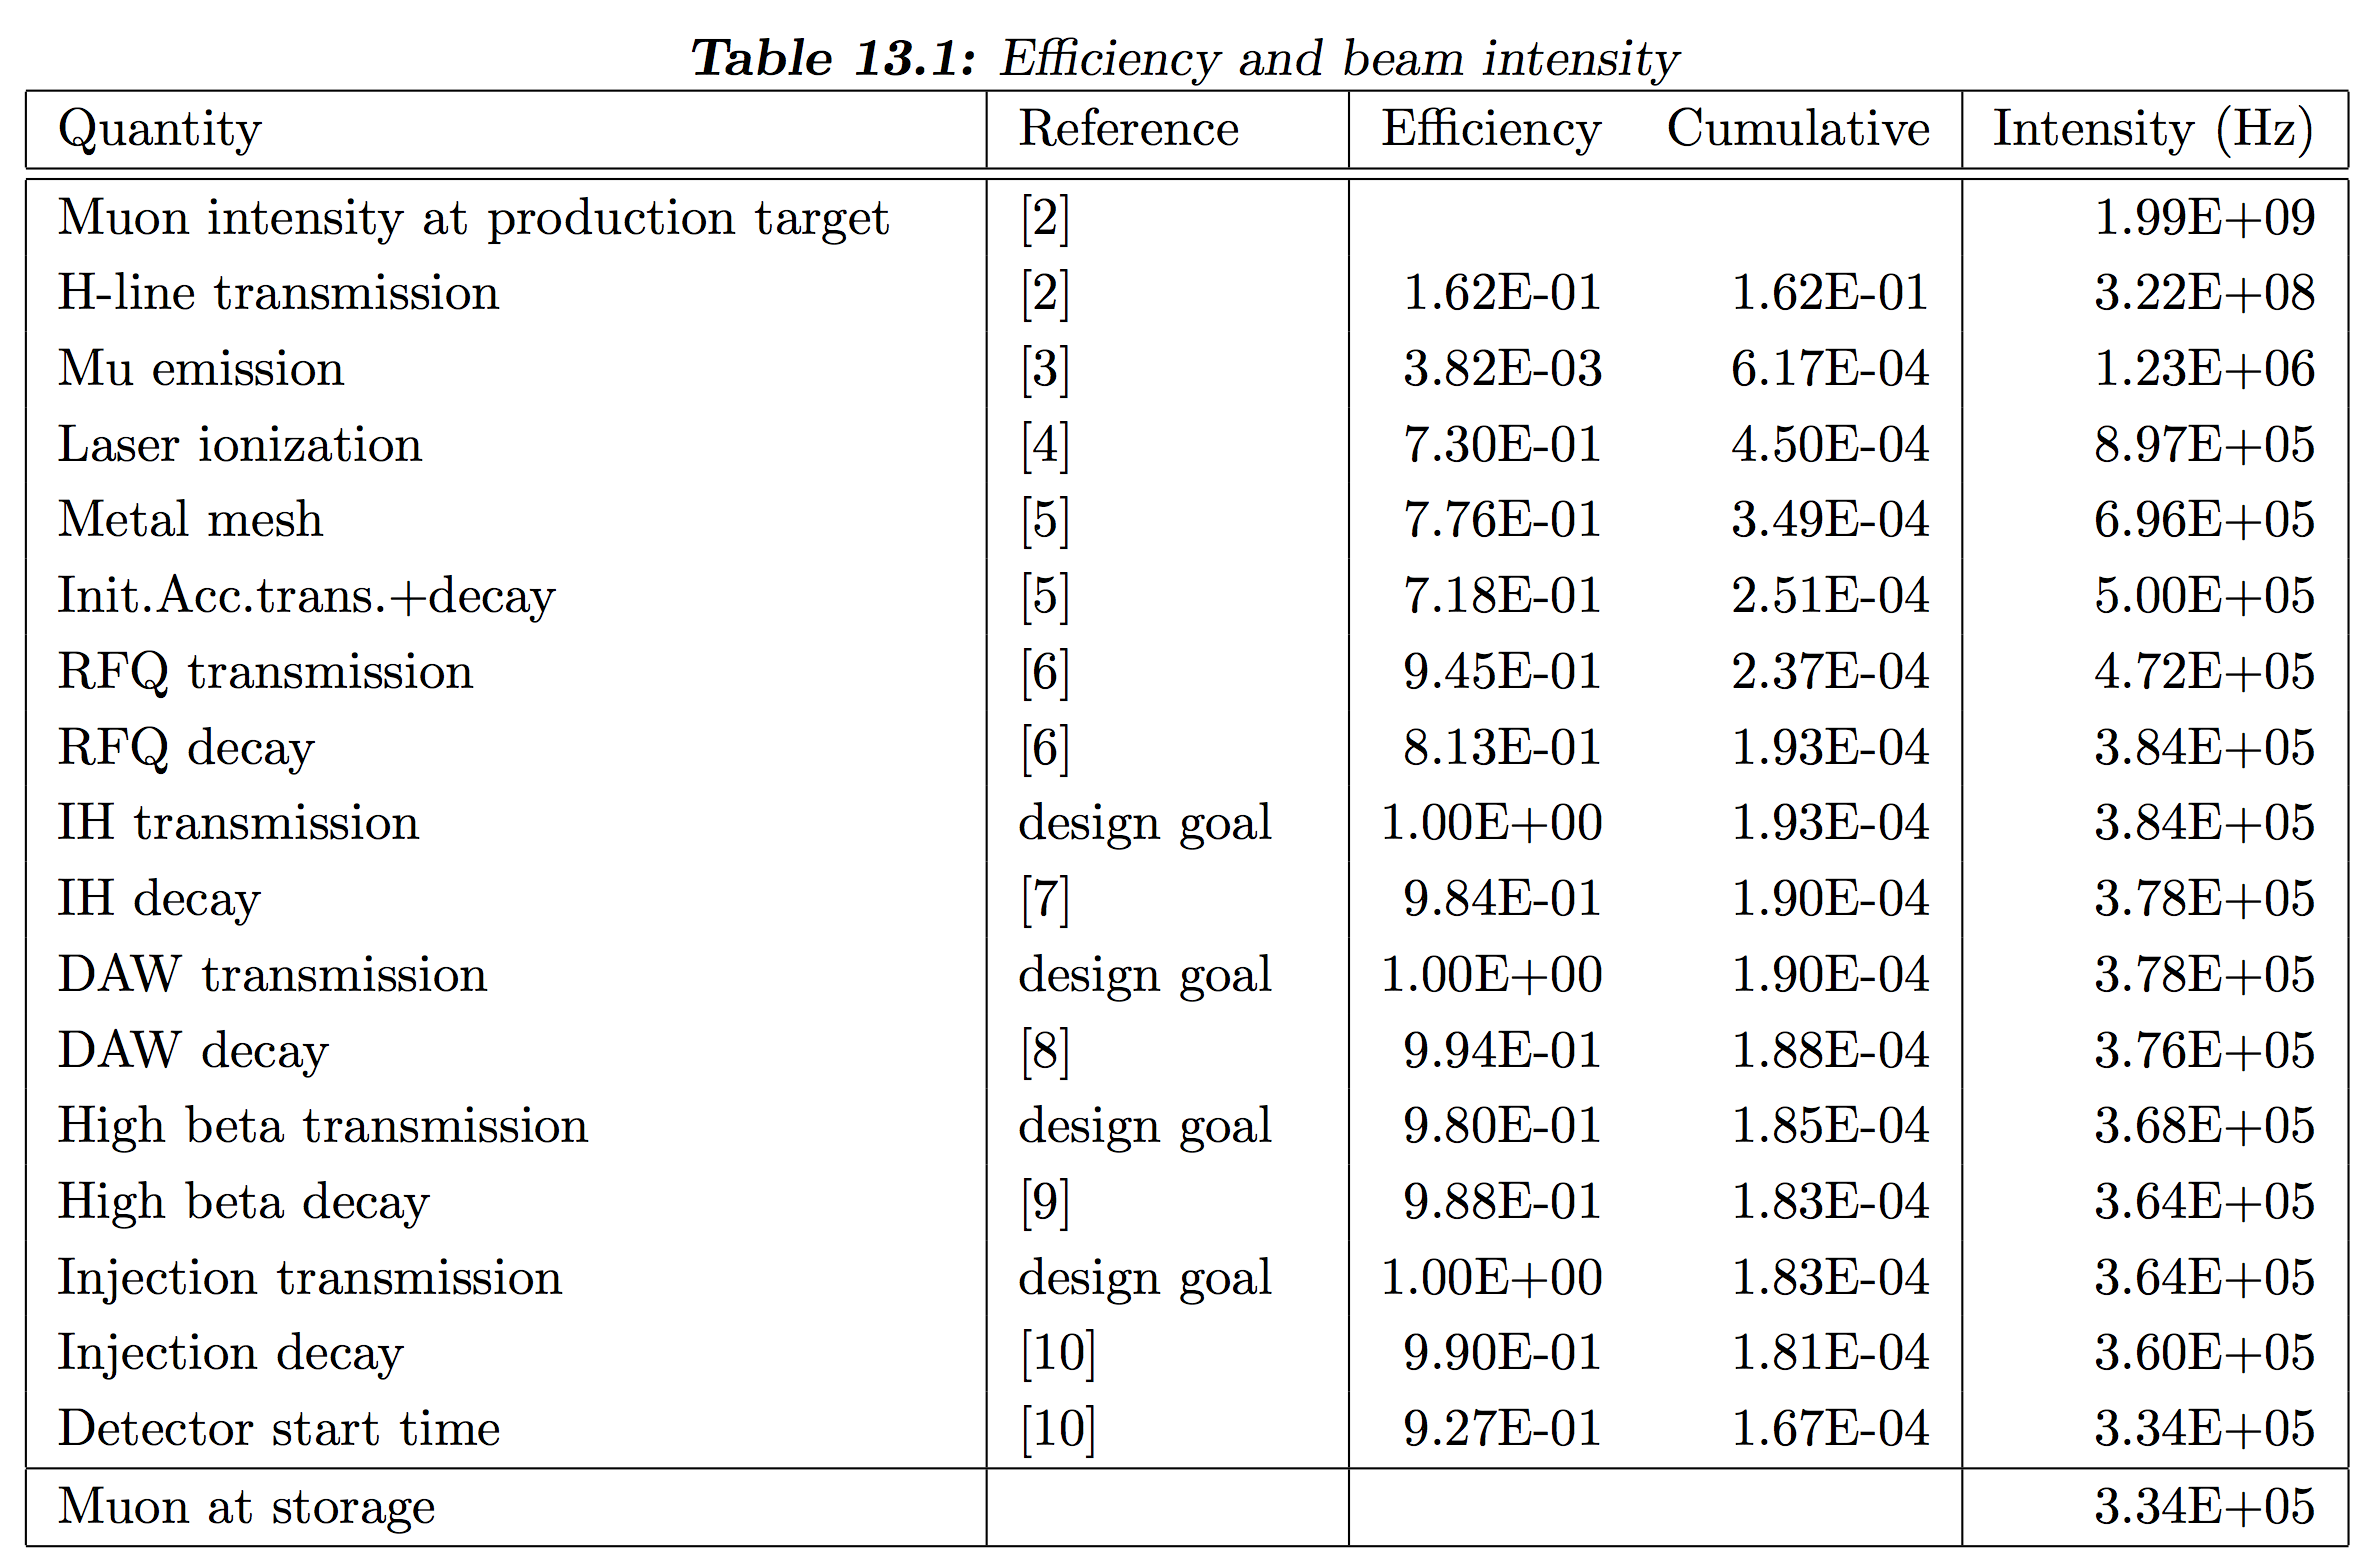 Table 13.1: Efficiency and beam intensity
Quantity Reference Efficiency Cumulative Intensity (Hz)
Muon intensity at production target [2] 1.99E+09
H-line transmission [2] 1.62E-01 1.62E-01 3.22E+08
Mu emission [3] 3.82E-03 6.17E-04 1.23E+06
Laser ionization [4] 7.30E-01 4.50E-04 8.97E+05
Metal mesh [5] 7.76E-01 3.49E-04 6.96E+05
Init.Acc.trans.+decay [5] 7.18E-01 2.51E-04 5.00E+05
RFQ transmission [6] 9.45E-01 2.37E-04 4.72E+05
RFQ decay [6] 8.13E-01 1.93E-04 3.84E+05
IH transmission design goal 1.00E+00 1.93E-04 3.84E+05
IH decay [7] 9.84E-01 1.90E-04 3.78E+05
DAW transmission design goal 1.00E+00 1.90E-04 3.78E+05
DAW decay [8] 9.94E-01 1.88E-04 3.76E+05
High beta transmission design goal 9.80E-01 1.85E-04 3.68E+05
High beta decay [9] 9.88E-01 1.83E-04 3.64E+05
Injection transmission design goal 1.00E+00 1.83E-04 3.64E+05
Injection decay [10] 9.90E-01 1.81E-04 3.60E+05
Detector start time [10] 9.27E-01 1.67E-04 3.34E+05
Muon at storage 3.34E+05